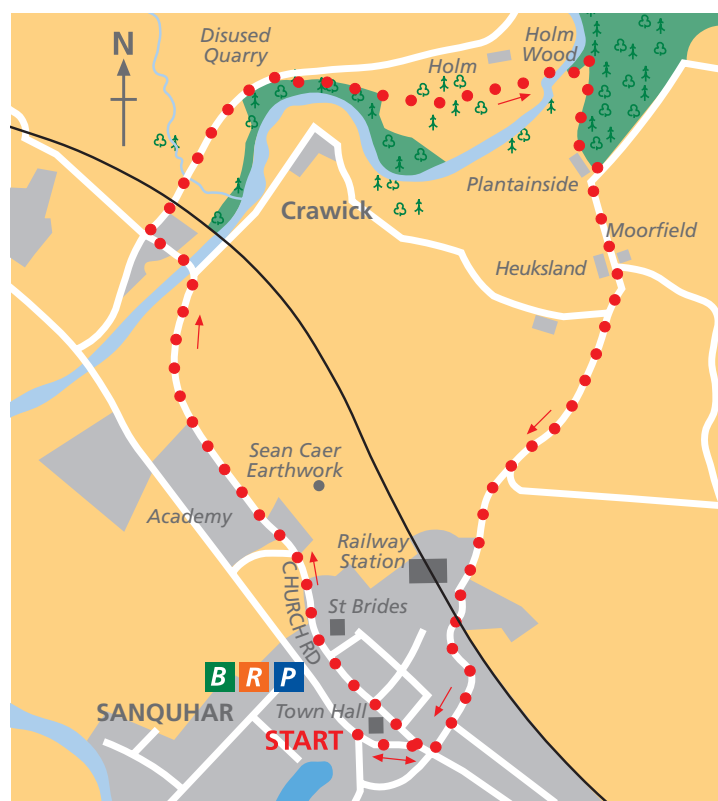 Disused
Quarry
Holm
Wood
N
Holm
Plantainside
Crawick
Moorfield
Heuksland
Sean Caer
Earthwork
Academy
Railway
Station
CHURCH RD
St Brides
B R P
SANQUHAR
Town Hall
START